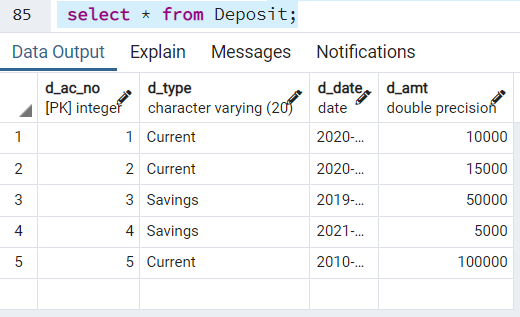 85 select * from Deposit;
Data Output Explain Messages Notifications
d_ac_no d_type d_date d_amt
[PK] integer character varying (20) date double precision
1 1 Current 2020-... 10000
2 2 Current 2020-... 15000
3 3 Savings 2019-... 50000
4 4 Savings 2021-... 5000
5 5 Current 2010-... 100000